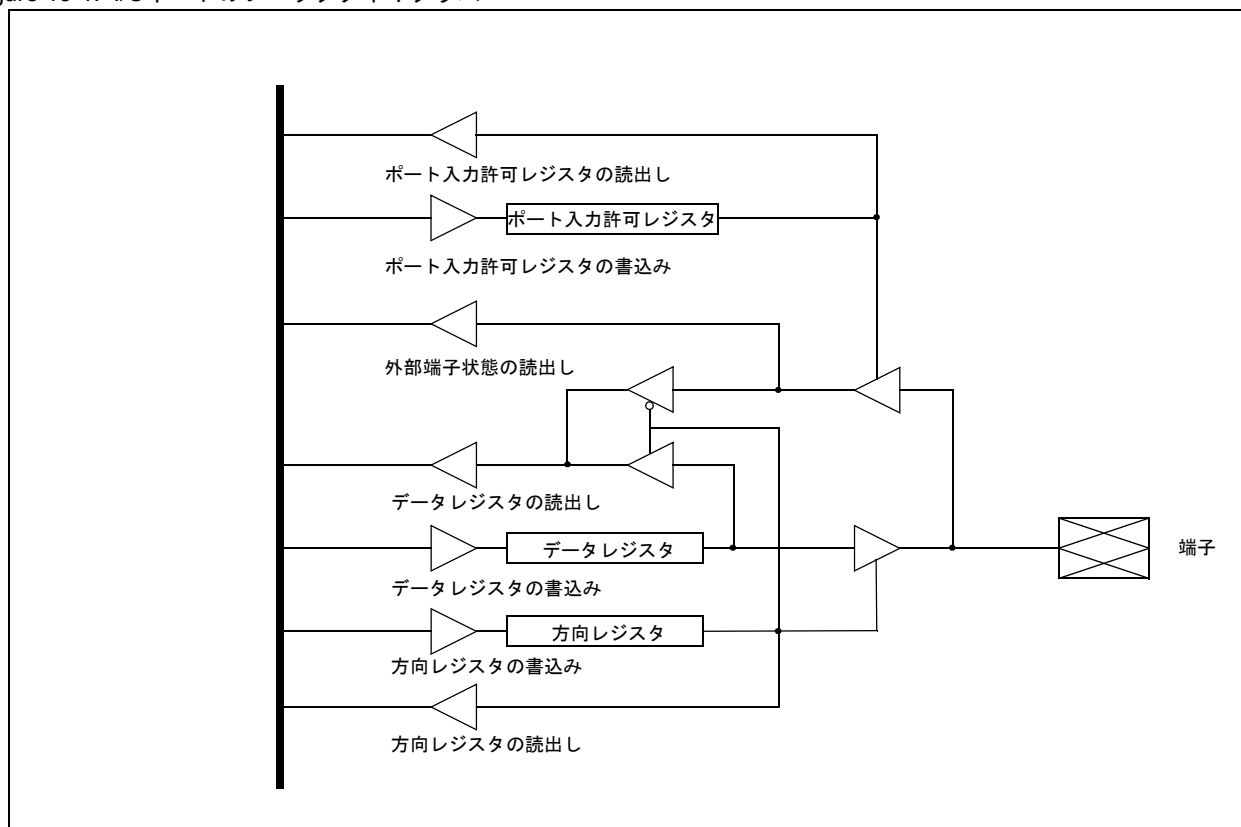 ポート入力許可レジスタの読出し
ポート入力許可レジスタ
ポート入力許可レジスタの書込み
外部端子状態の読出し
データレジスタの読出し
データレジスタ
端子
データレジスタの書込み
方向レジスタ
方向レジスタの書込み
方向レジスタの読出し